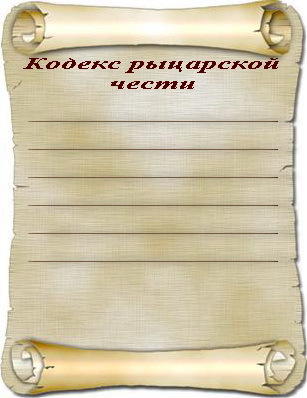 Кодекс рыцарской
чести